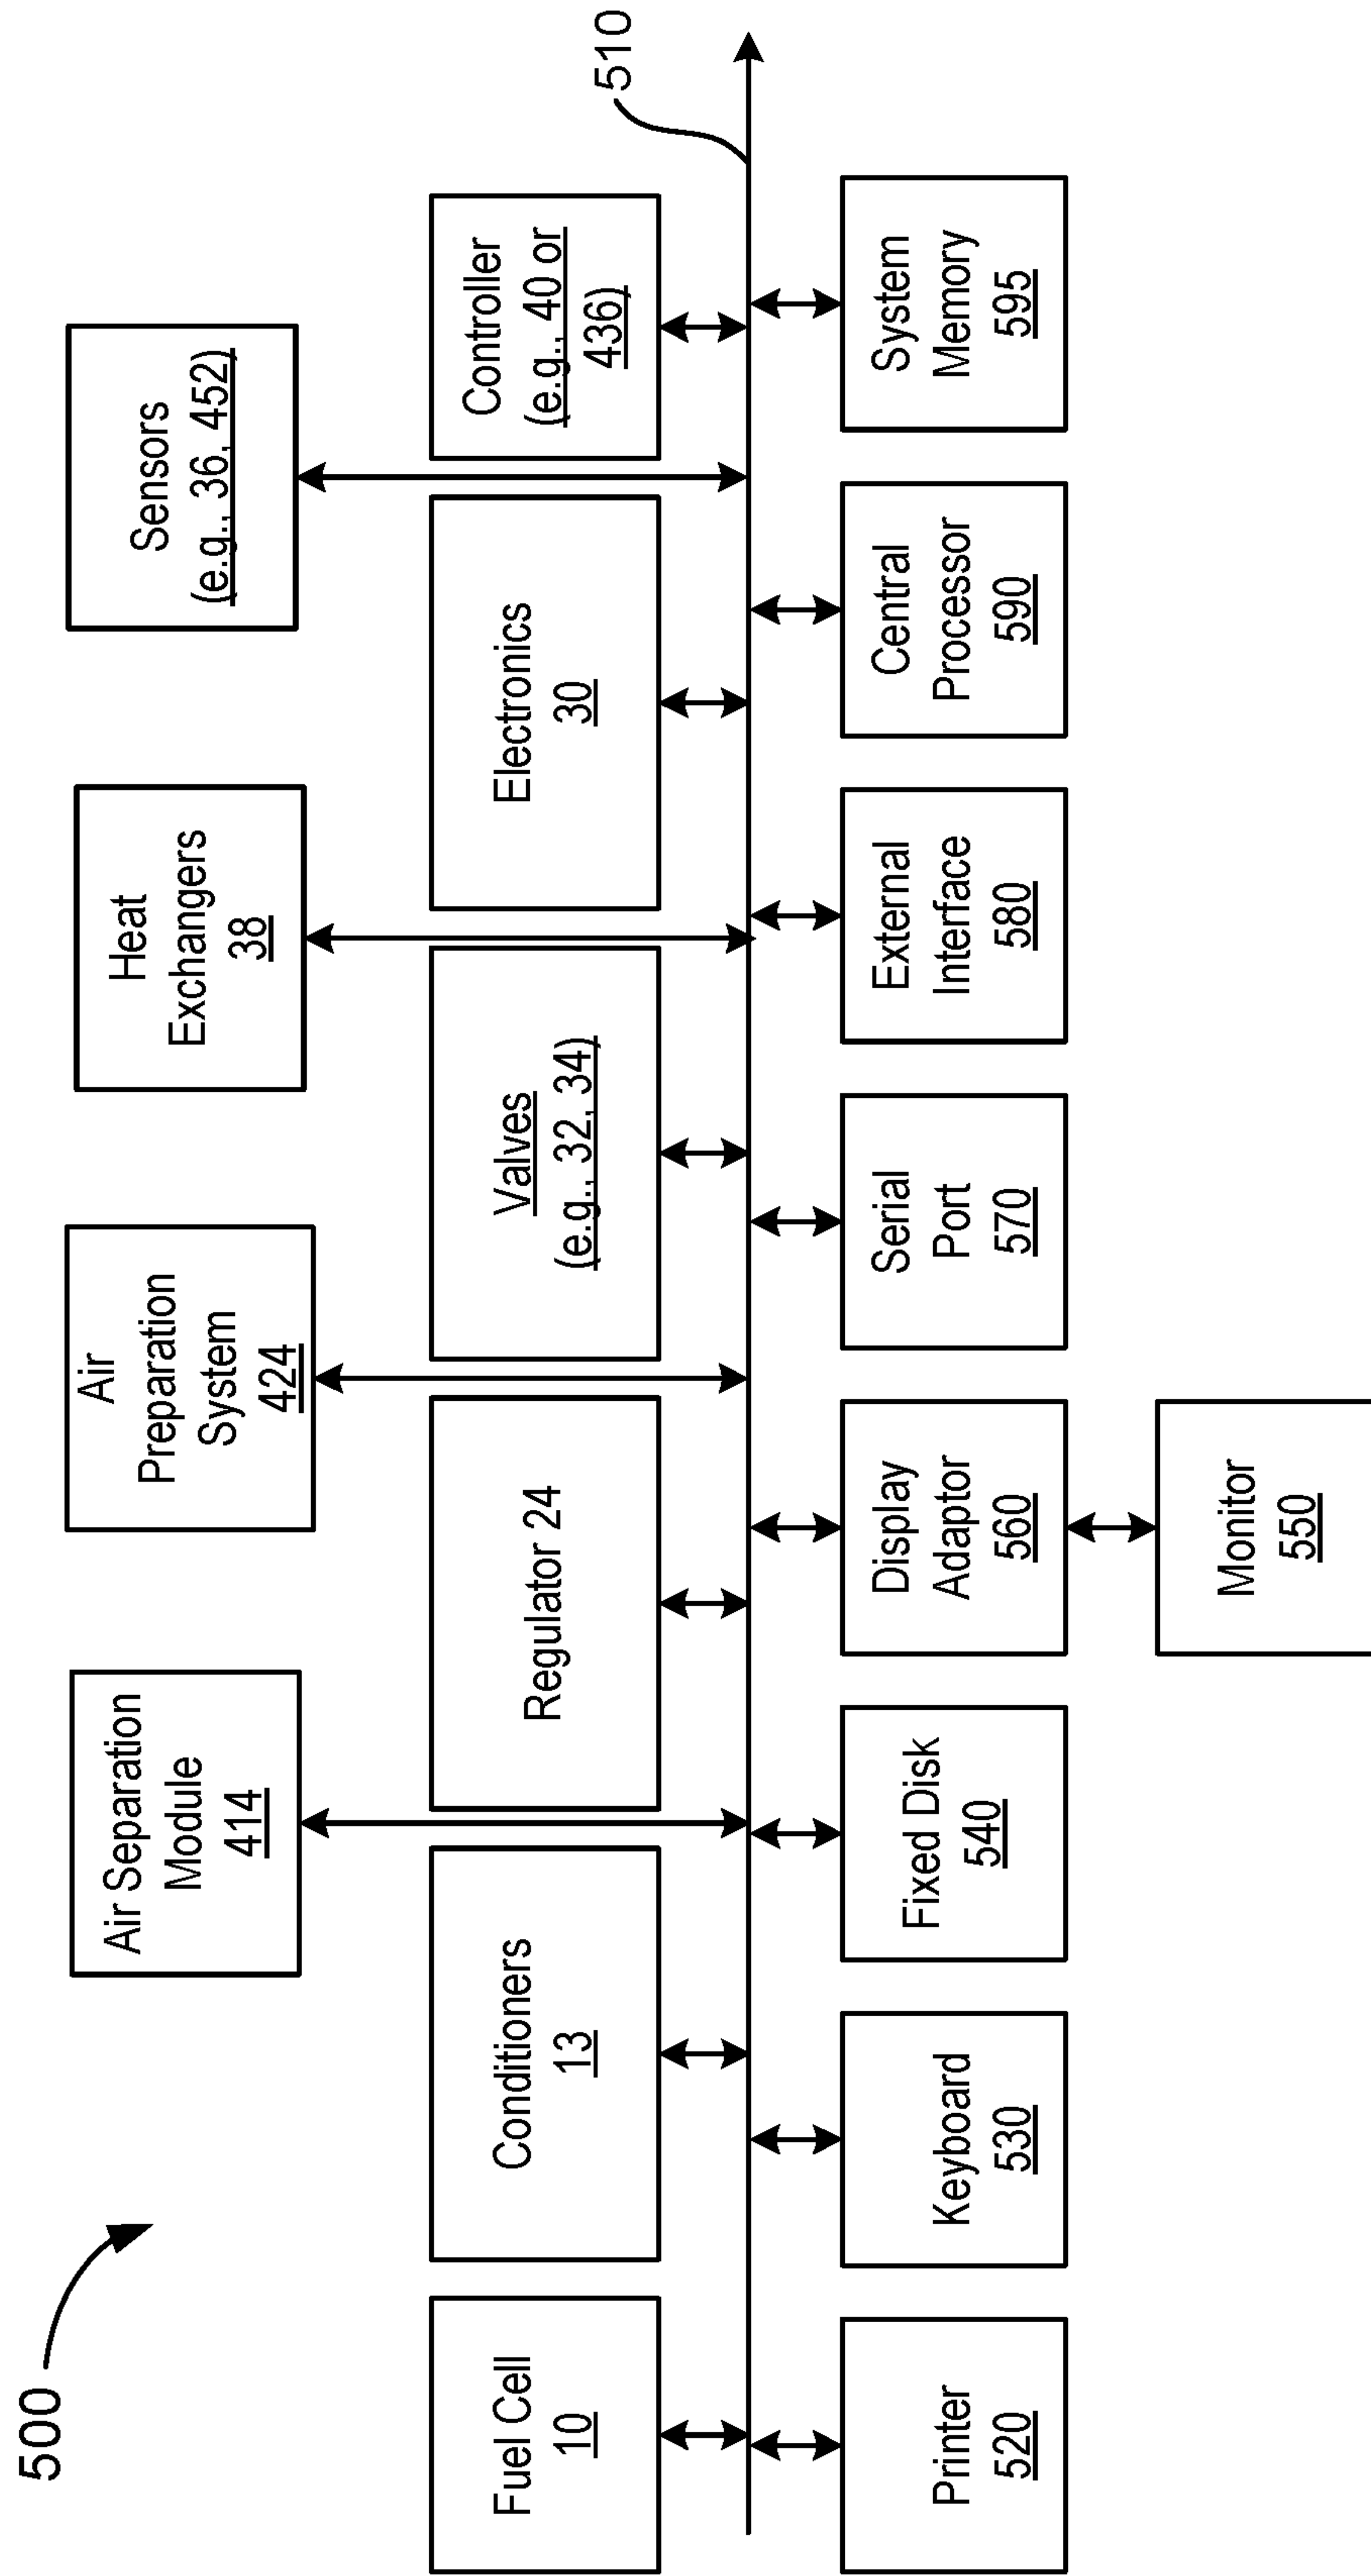 500
Air Separation
Module
414
Air
Preparation
System
424
Heat
Exchangers
38
Sensors
(e.g., 36, 452)
Fuel Cell
10
Conditioners
13
Regulator 24
Valves
(e.g., 32, 34)
Electronics
30
Controller
(e.g., 40 or
436)
510
Printer
520
Keyboard
530
Fixed Disk
540
Display
Adaptor
560
Serial
Port
570
External
Interface
580
Central
Processor
590
System
Memory
595
Monitor
550